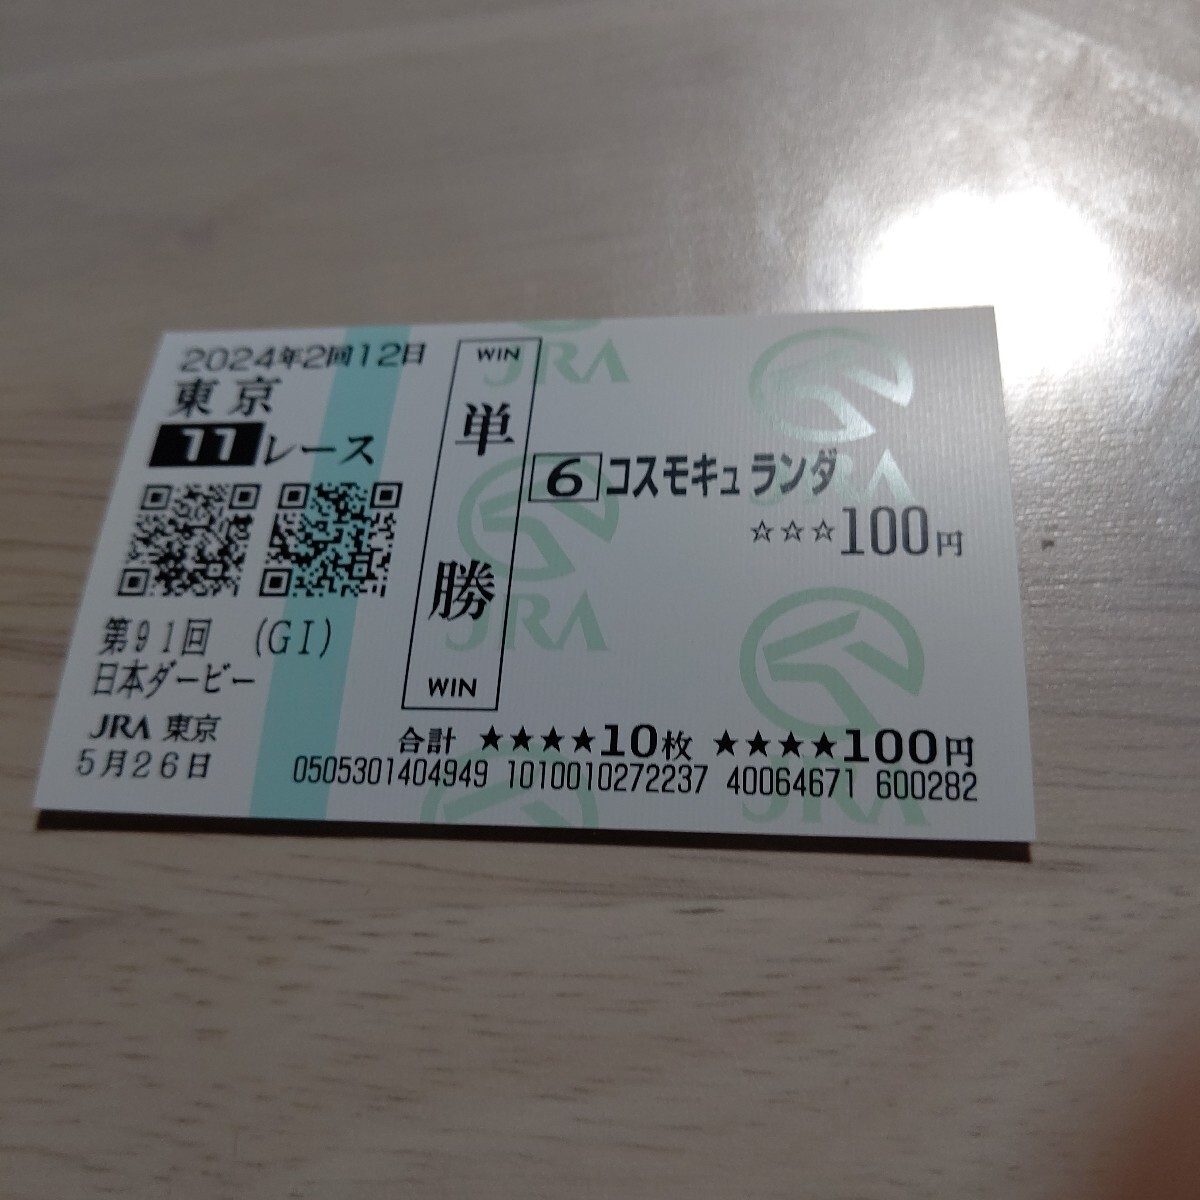 2024年2回12日
東京
11レース
第91回 (GI)
日本ダービー
JRA 東京
5月26日
WIN
単勝
WIN
6 コスモキュランダ
☆☆☆100円
合計 ★★★★10枚 ★★★★100円
0505301404949 1010010272237 40064671 600282
JRA
JRA
JRA
JRA